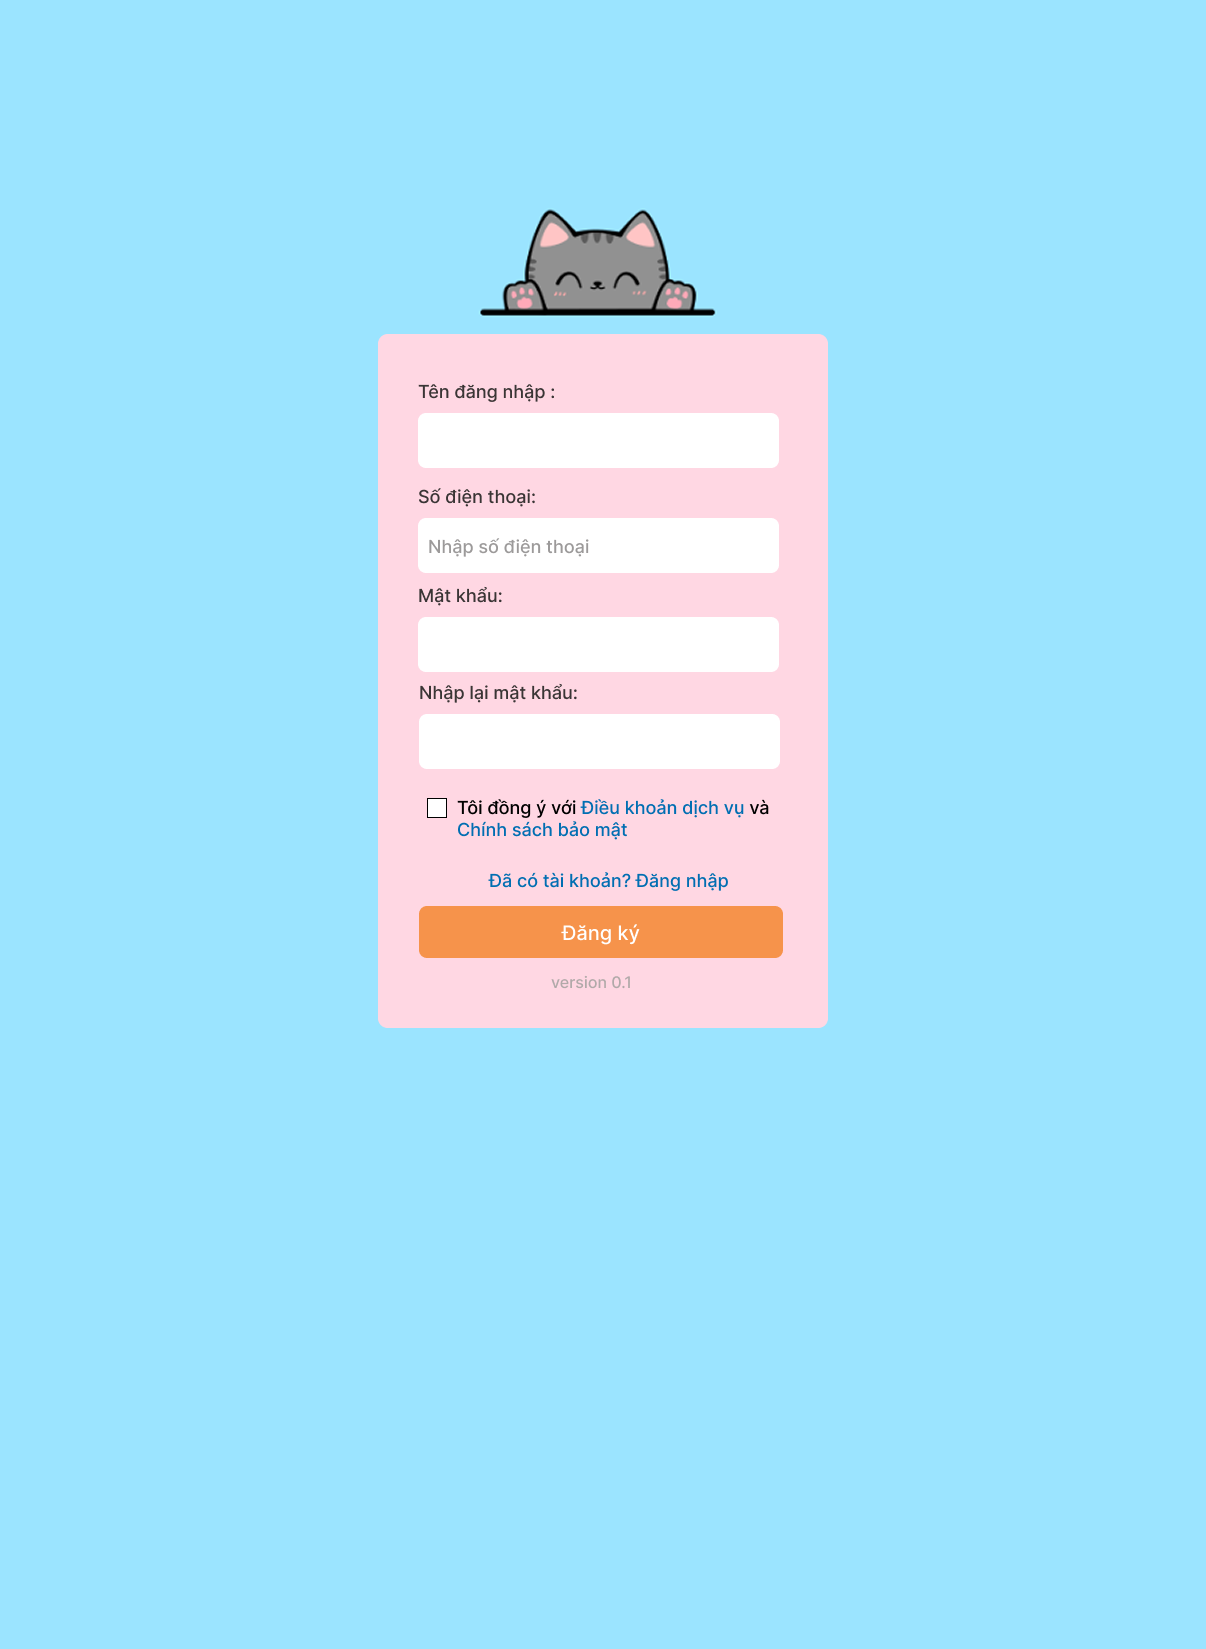 Tên đăng nhập :
Số điện thoại:
Nhập số điện thoại
Mật khẩu:
Nhập lại mật khẩu:
Tôi đồng ý với Điều khoản dịch vụ và
Chính sách bảo mật
Đã có tài khoản? Đăng nhập
Đăng ký
version 0.1